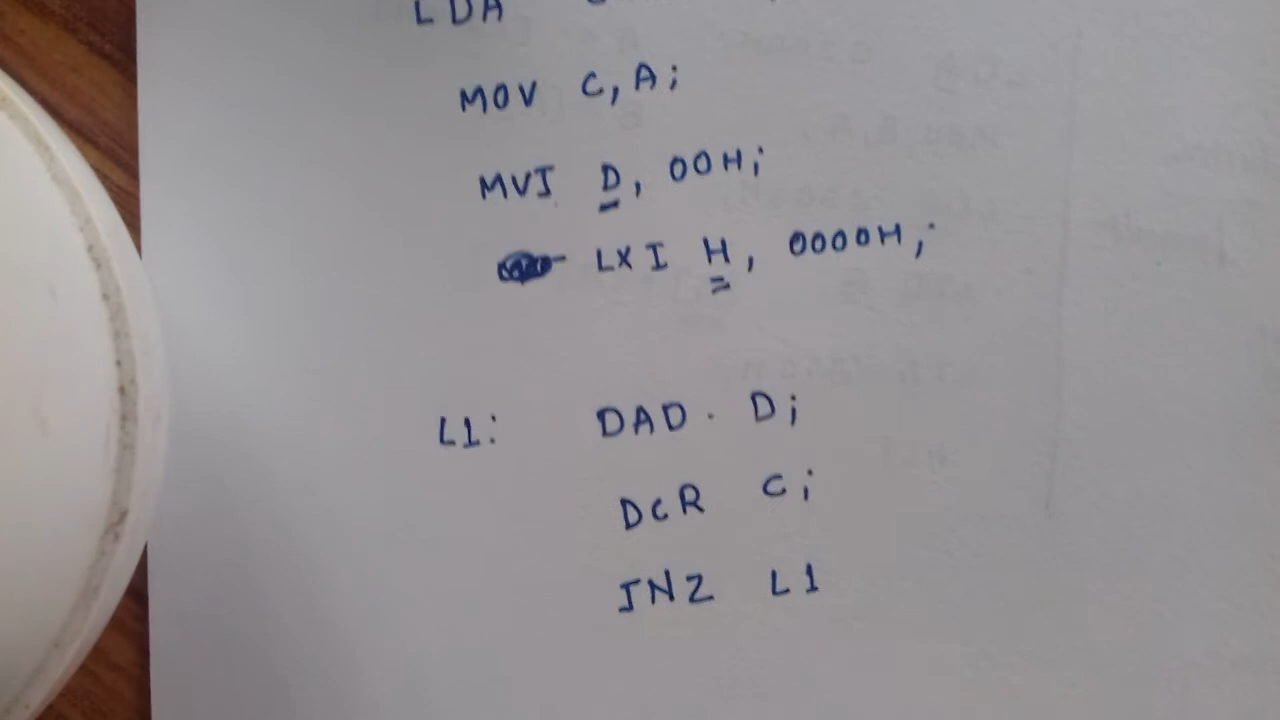 LDA
MOV C, A;
MVI D, 00H;
LXI H, 0000H;
L1: DAD. D;
DCR C;
JNZ L1